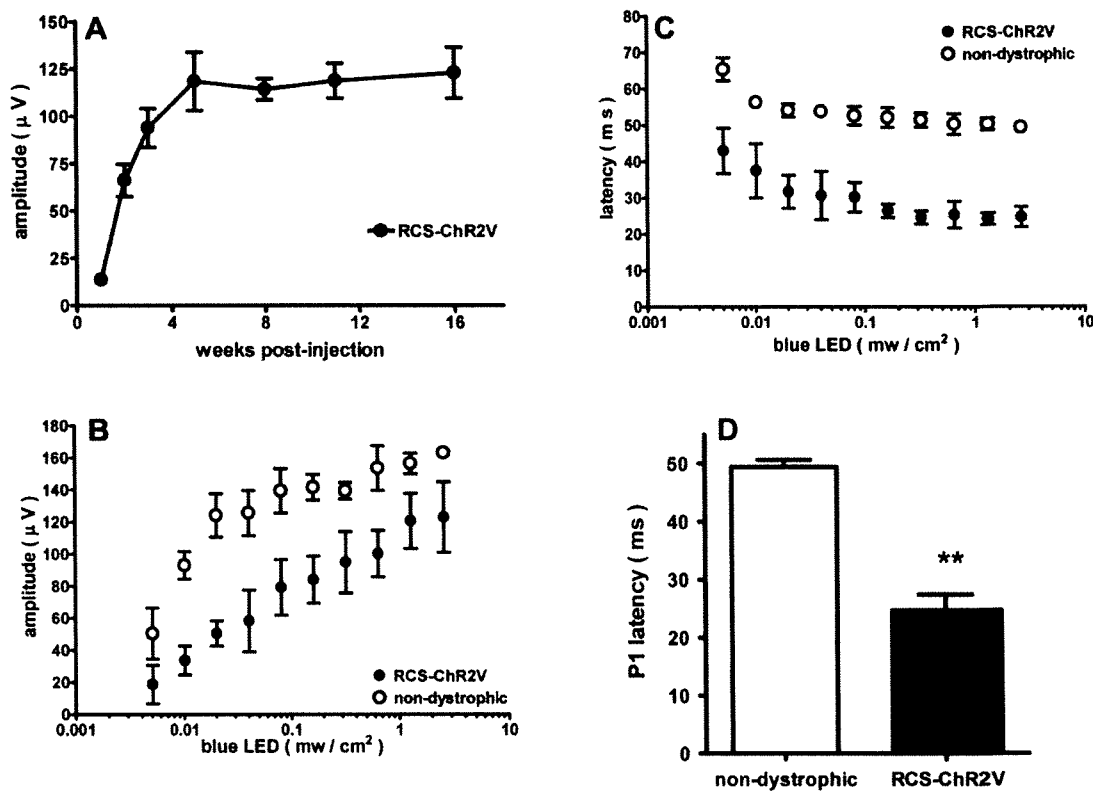 A
150
125
100
75
50
25
0
amplitude ( μ V )
RCS-ChR2V
0 4 8 12 16
weeks post-injection
C
80
70
60
50
40
30
20
10
0
latency ( m s )
RCS-ChR2V
non-dystrophic
0.001 0.01 0.1 1 10
blue LED ( mw / cm²)
B
180
160
140
120
100
80
60
40
20
0
amplitude ( μ V )
RCS-ChR2V
non-dystrophic
0.001 0.01 0.1 1 10
blue LED ( mw / cm²)
D
50
40
30
20
10
0
P1 latency ( ms )
**
non-dystrophic RCS-ChR2V